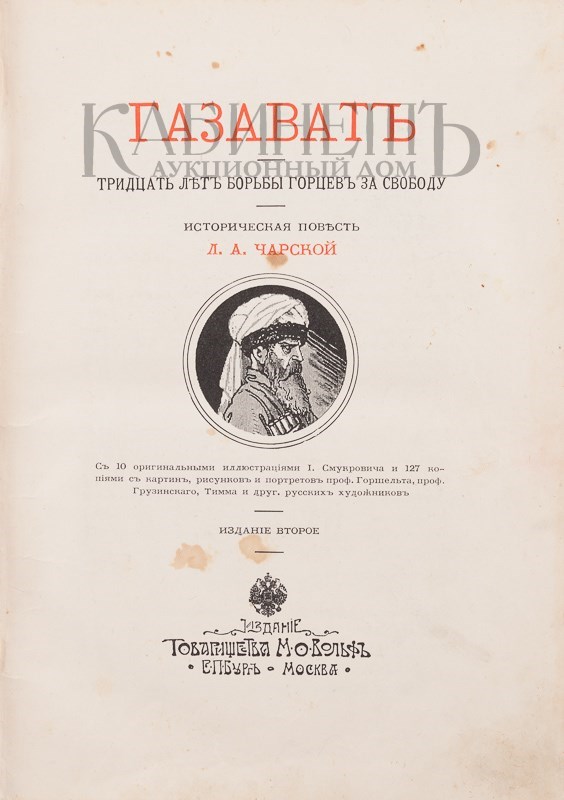 ГАЗАВАТЪ
КАБИНЕТЪ
АУКЦИОННЫЙ ДОМ
ТРИДЦАТЬ ЛѢТЪ БОРЬБЫ ГОРЦЕВЪ ЗА СВОБОДУ
ИСТОРИЧЕСКАЯ ПОВѢСТЬ
Л. А. ЧАРСКОЙ
Съ 10 оригинальными иллюстраціями І. Смукровича и 127 ко-
піями съ картинъ, рисунковъ и портретовъ проф. Горшельта, проф.
Грузинскаго, Тимма и друг. русскихъ художниковъ
ИЗДАНІЕ ВТОРОЕ
ИЗДАНІЕ
ТОВАРИЩЕСТВА М.О.ВОЛЬФЪ
• С.П.БУРГЪ • МОСКВА •